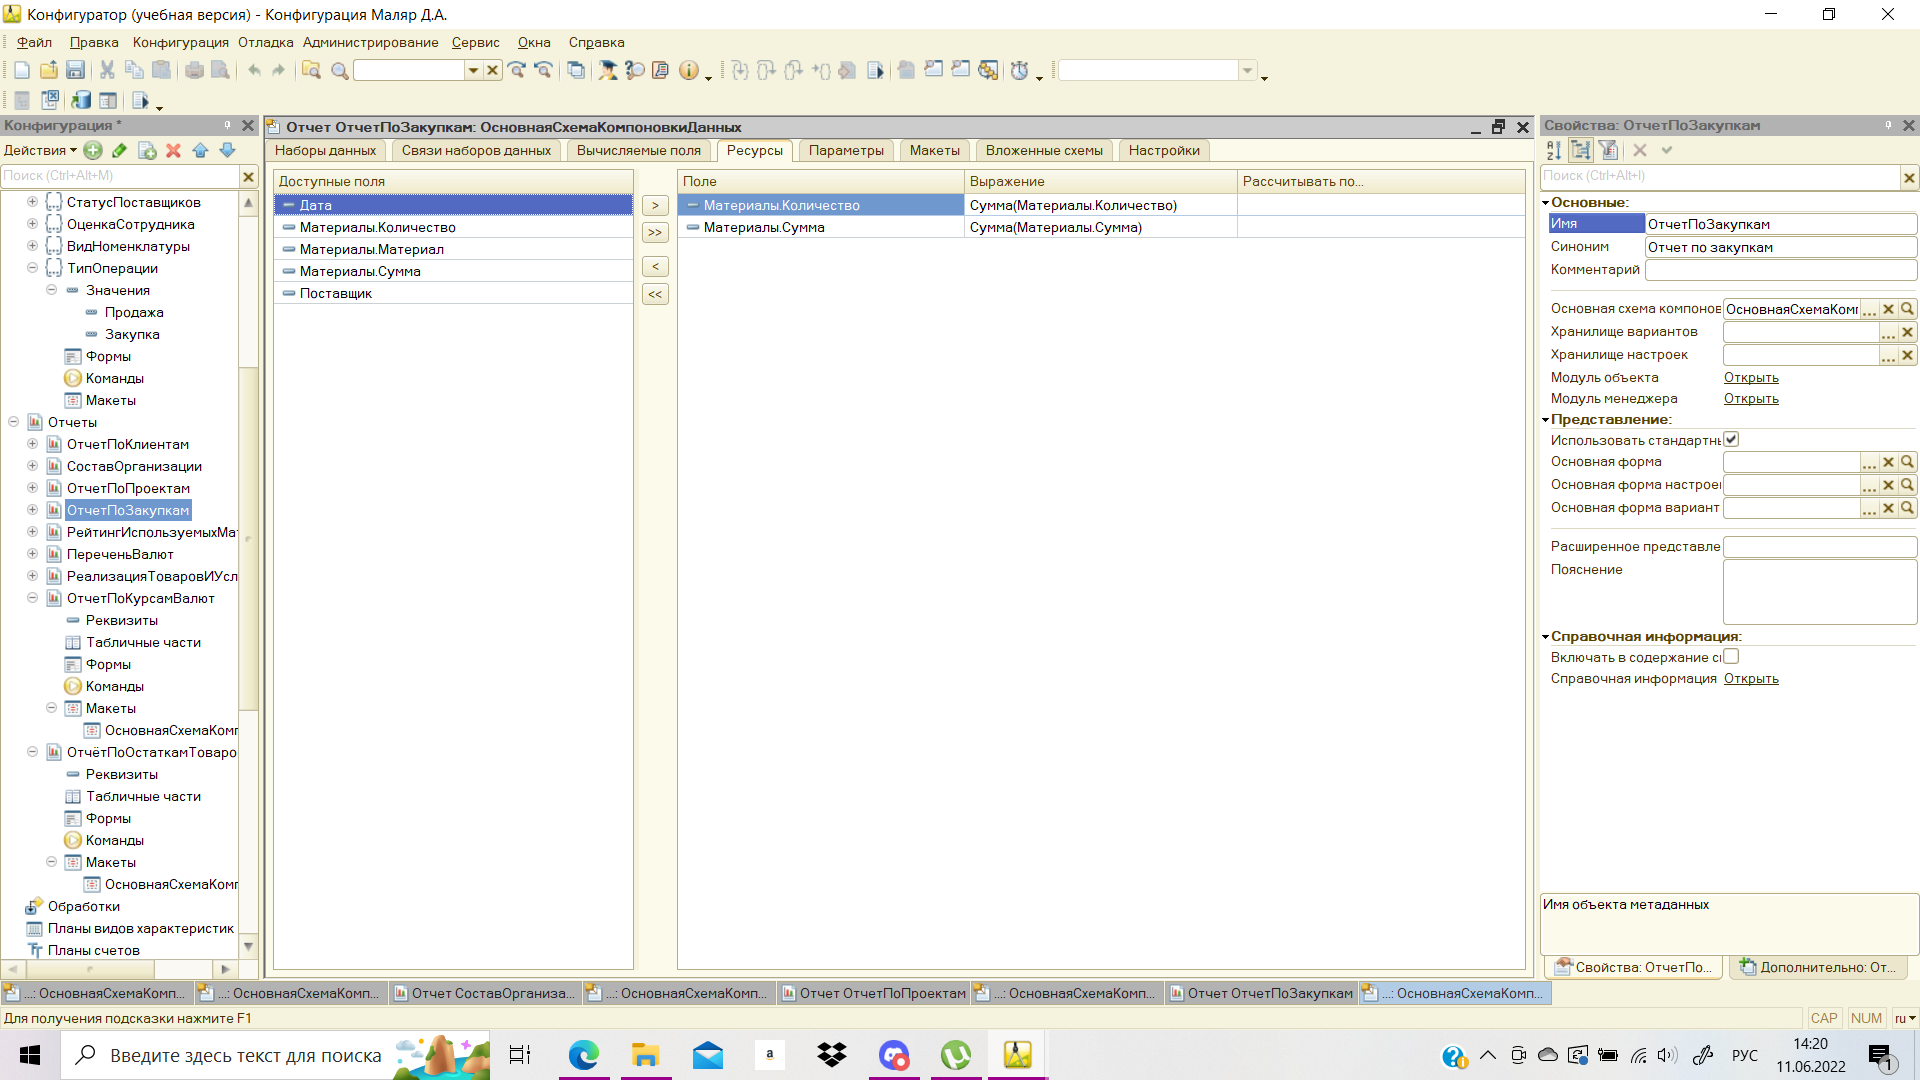 Конфигуратор (учебная версия) - Конфигурация Маляр Д.А.
Файл Правка Конфигурация Отладка Администрирование Сервис Окна Справка
Конфигурация *
Действия
Поиск (Ctrl+Alt+M)
СтатусПоставщиков
ОценкаСотрудника
ВидНоменклатуры
ТипОперации
Значения
Продажа
Закупка
Формы
Команды
Макеты
Отчеты
ОтчетПоКлиентам
СоставОрганизации
ОтчетПоПроектам
ОтчетПоЗакупкам
РейтингИспользуемыхМа
ПереченьВалют
РеализацияТоваровИУсл
ОтчетПоКурсамВалют
Реквизиты
Табличные части
Формы
Команды
Макеты
ОсновнаяСхемаКомп
ОтчётПоОстаткамТоваро
Реквизиты
Табличные части
Формы
Команды
Макеты
ОсновнаяСхемаКомп
Обработки
Планы видов характеристик
Планы счетов
Отчет ОтчетПоЗакупкам: ОсновнаяСхемаКомпоновкиДанных
Наборы данных Связи наборов данных Вычисляемые поля Ресурсы Параметры Макеты Вложенные схемы Настройки
Доступные поля
Дата
Материалы.Количество
Материалы.Материал
Материалы.Сумма
Поставщик
> 
>>
<
<<
Поле Выражение Рассчитывать по...
Материалы.Количество Сумма(Материалы.Количество)
Материалы.Сумма Сумма(Материалы.Сумма)
Свойства: ОтчетПоЗакупкам
Поиск (Ctrl+Alt+I)
Основные:
Имя ОтчетПоЗакупкам
Синоним Отчет по закупкам
Комментарий
Основная схема компонов ОсновнаяСхемаКомп ...
Хранилище вариантов ...
Хранилище настроек ...
Модуль объекта Открыть
Модуль менеджера Открыть
Представление:
Использовать стандартны
Основная форма ...
Основная форма настрое ...
Основная форма вариант ...
Расширенное представле
Пояснение
Справочная информация:
Включать в содержание с
Справочная информация Открыть
Имя объекта метаданных
Свойства: ОтчетПо... Дополнительно: От...
...: ОсновнаяСхемаКомп... ...: ОсновнаяСхемаКомп... Отчет СоставОрганиза... ...: ОсновнаяСхемаКомп... Отчет ОтчетПоПроектам ...: ОсновнаяСхемаКомп... Отчет ОтчетПоЗакупкам ...: ОсновнаяСхемаКомп...
Для получения подсказки нажмите F1 CAP NUM ru
Введите здесь текст для поиска
a
РУС
14:20
11.06.2022
1